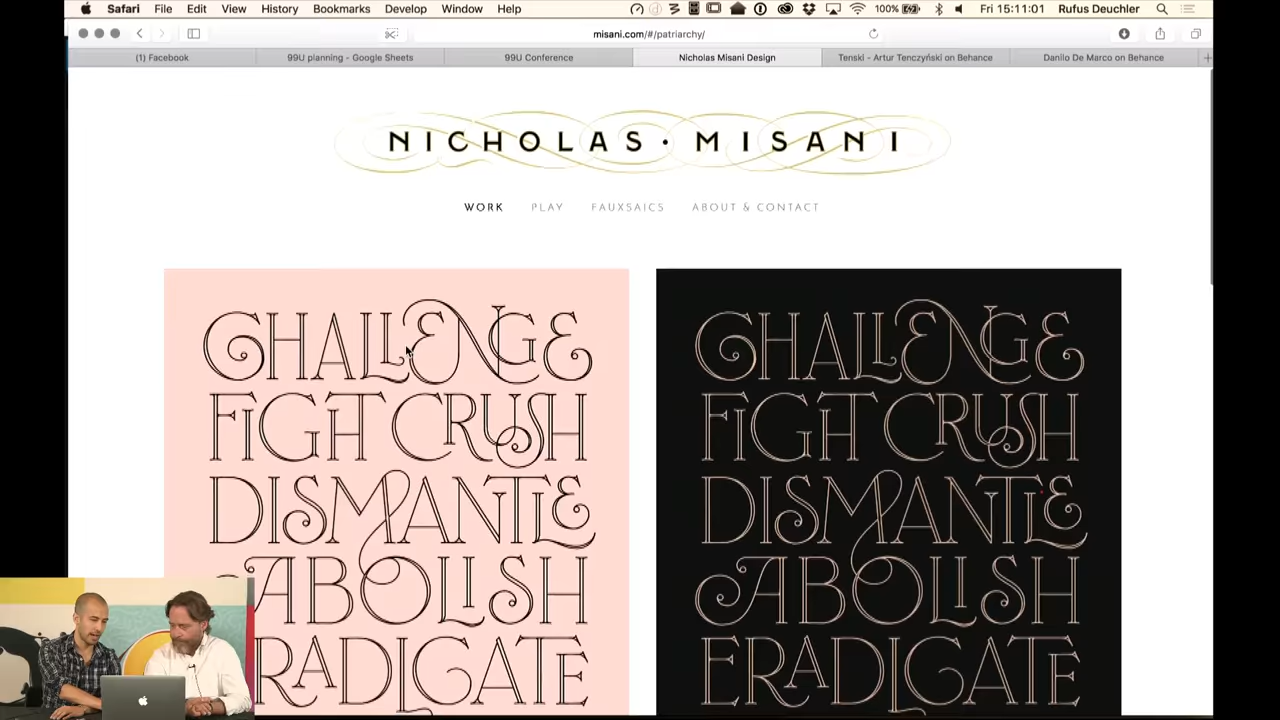 Safari File Edit View History Bookmarks Develop Window Help 100% Fri 15:11:01 Rufus Deuchler
misani.com/#/patriarchy/
(1) Facebook 99U planning - Google Sheets 99U Conference Nicholas Misani Design Tenski - Artur Tenczyński on Behance Danilo De Marco on Behance
NICHOLAS · MISANI
WORK PLAY FAUXSAICS ABOUT & CONTACT
CHALLENGE
FIGHT CRUSH
DISMANTLE
ABOLISH
ERADICATE
CHALLENGE
FIGHT CRUSH
DISMANTLE
ABOLISH
ERADICATE